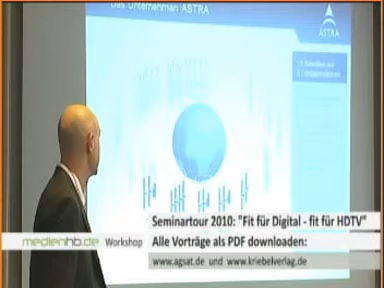 Das Unternehmen ASTRA
ASTRA
Seminartour 2010: "Fit für Digital - fit für HDTV"
medienhb.de Workshop
Alle Vorträge als PDF downloaden:
www.agsat.de und www.kriebelverlag.de